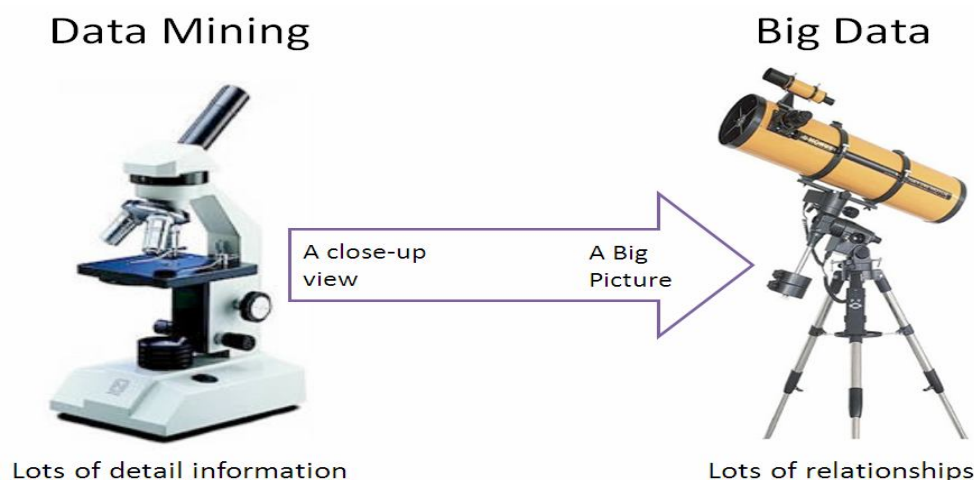 Data Mining
Big Data
A close-up
view
A Big
Picture
Lots of detail information
Lots of relationships